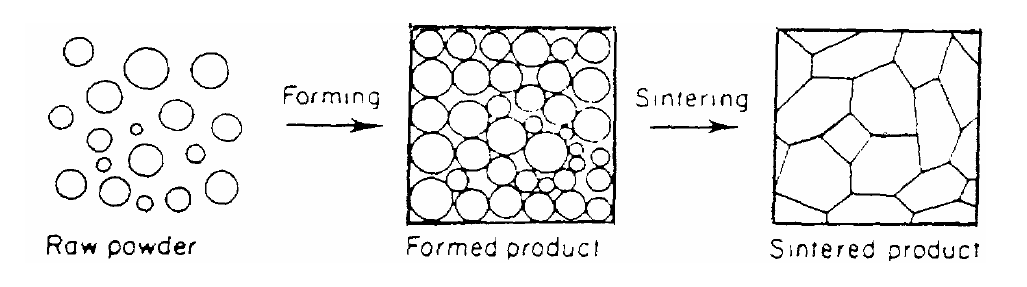 Forming
Sintering
Raw powder
Formed product
Sintered product